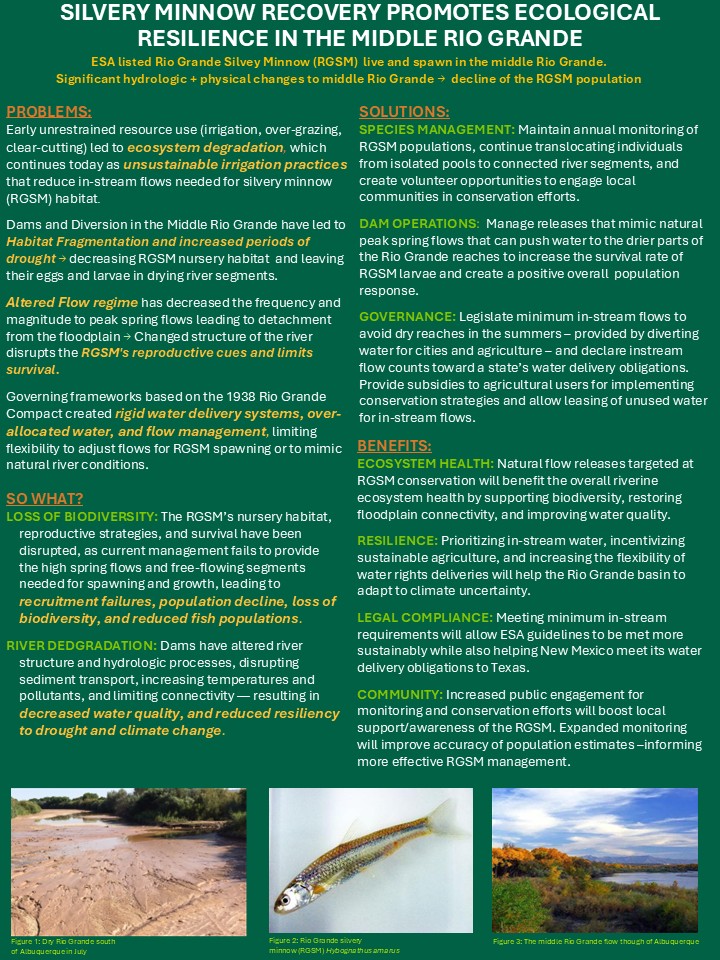 SILVERY MINNOW RECOVERY PROMOTES ECOLOGICAL
RESILIENCE IN THE MIDDLE RIO GRANDE
ESA listed Rio Grande Silvey Minnow (RGSM) live and spawn in the middle Rio Grande.
Significant hydrologic + physical changes to middle Rio Grande → decline of the RGSM population
PROBLEMS:
Early unrestrained resource use (irrigation, over-grazing,
clear-cutting) led to ecosystem degradation, which
continues today as unsustainable irrigation practices
that reduce in-stream flows needed for silvery minnow
(RGSM) habitat.
Dams and Diversion in the Middle Rio Grande have led to
Habitat Fragmentation and increased periods of
drought → decreasing RGSM nursery habitat and leaving
their eggs and larvae in drying river segments.
Altered Flow regime has decreased the frequency and
magnitude to peak spring flows leading to detachment
from the floodplain → Changed structure of the river
disrupts the RGSM's reproductive cues and limits
survival.
Governing frameworks based on the 1938 Rio Grande
Compact created rigid water delivery systems, over-
allocated water, and flow management, limiting
flexibility to adjust flows for RGSM spawning or to mimic
natural river conditions.
SO WHAT?
LOSS OF BIODIVERSITY: The RGSM's nursery habitat,
reproductive strategies, and survival have been
disrupted, as current management fails to provide
the high spring flows and free-flowing segments
needed for spawning and growth, leading to
recruitment failures, population decline, loss of
biodiversity, and reduced fish populations.
RIVER DEDGRADATION: Dams have altered river
structure and hydrologic processes, disrupting
sediment transport, increasing temperatures and
pollutants, and limiting connectivity — resulting in
decreased water quality, and reduced resiliency
to drought and climate change.
SOLUTIONS:
SPECIES MANAGEMENT: Maintain annual monitoring of
RGSM populations, continue translocating individuals
from isolated pools to connected river segments, and
create volunteer opportunities to engage local
communities in conservation efforts.
DAM OPERATIONS: Manage releases that mimic natural
peak spring flows that can push water to the drier parts of
the Rio Grande reaches to increase the survival rate of
RGSM larvae and create a positive overall population
response.
GOVERNANCE: Legislate minimum in-stream flows to
avoid dry reaches in the summers – provided by diverting
water for cities and agriculture – and declare instream
flow counts toward a state's water delivery obligations.
Provide subsidies to agricultural users for implementing
conservation strategies and allow leasing of unused water
for in-stream flows.
BENEFITS:
ECOSYSTEM HEALTH: Natural flow releases targeted at
RGSM conservation will benefit the overall riverine
ecosystem health by supporting biodiversity, restoring
floodplain connectivity, and improving water quality.
RESILIENCE: Prioritizing in-stream water, incentivizing
sustainable agriculture, and increasing the flexibility of
water rights deliveries will help the Rio Grande basin to
adapt to climate uncertainty.
LEGAL COMPLIANCE: Meeting minimum in-stream
requirements will allow ESA guidelines to be met more
sustainably while also helping New Mexico meet its water
delivery obligations to Texas.
COMMUNITY: Increased public engagement for
monitoring and conservation efforts will boost local
support/awareness of the RGSM. Expanded monitoring
will improve accuracy of population estimates –informing
more effective RGSM management.
Figure 1: Dry Rio Grande south
of Albuquerque in July
Figure 2: Rio Grande silvery
minnow (RGSM) Hybognathus amarus
Figure 3: The middle Rio Grande flow though of Albuquerque